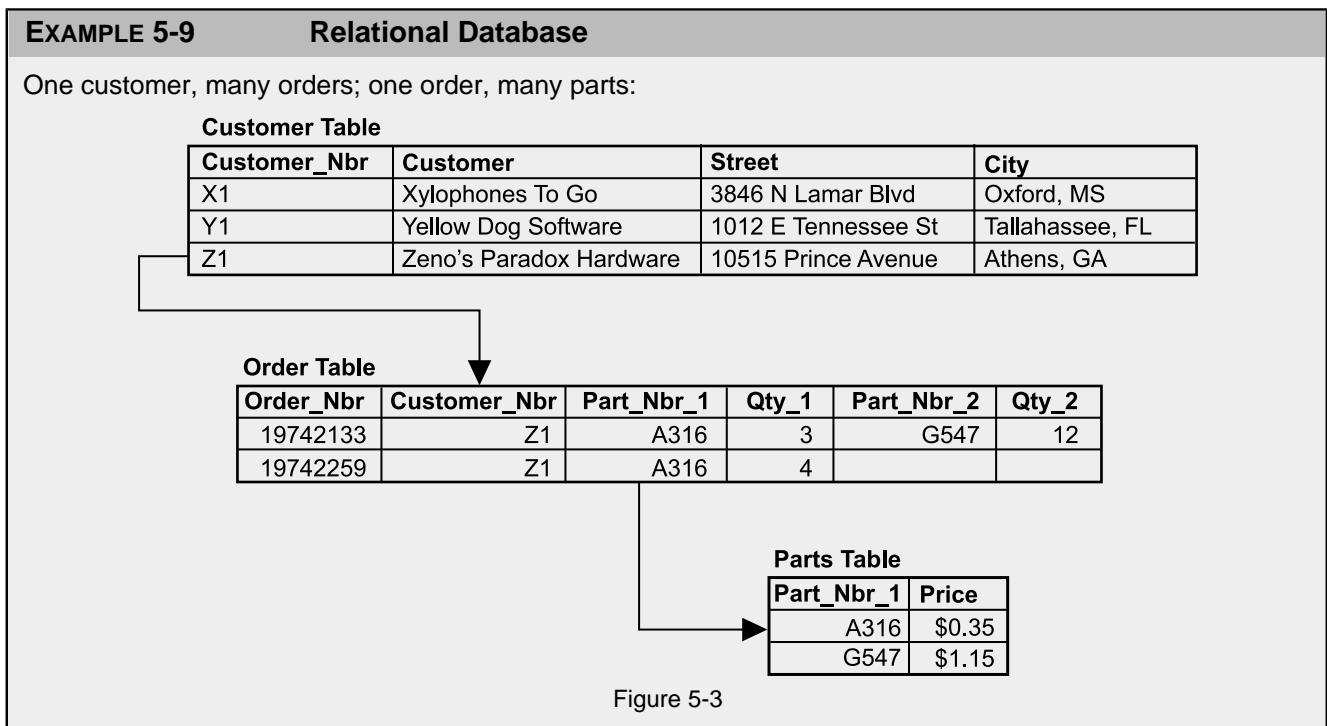 EXAMPLE 5-9 Relational Database
One customer, many orders; one order, many parts:
Customer Table
Customer_Nbr Customer Street City
X1 Xylophones To Go 3846 N Lamar Blvd Oxford, MS
Y1 Yellow Dog Software 1012 E Tennessee St Tallahassee, FL
Z1 Zeno's Paradox Hardware 10515 Prince Avenue Athens, GA
Order Table
Order_Nbr Customer_Nbr Part_Nbr_1 Qty_1 Part_Nbr_2 Qty_2
19742133 Z1 A316 3 G547 12
19742259 Z1 A316 4
Parts Table
Part_Nbr_1 Price
A316 $0.35
G547 $1.15
Figure 5-3